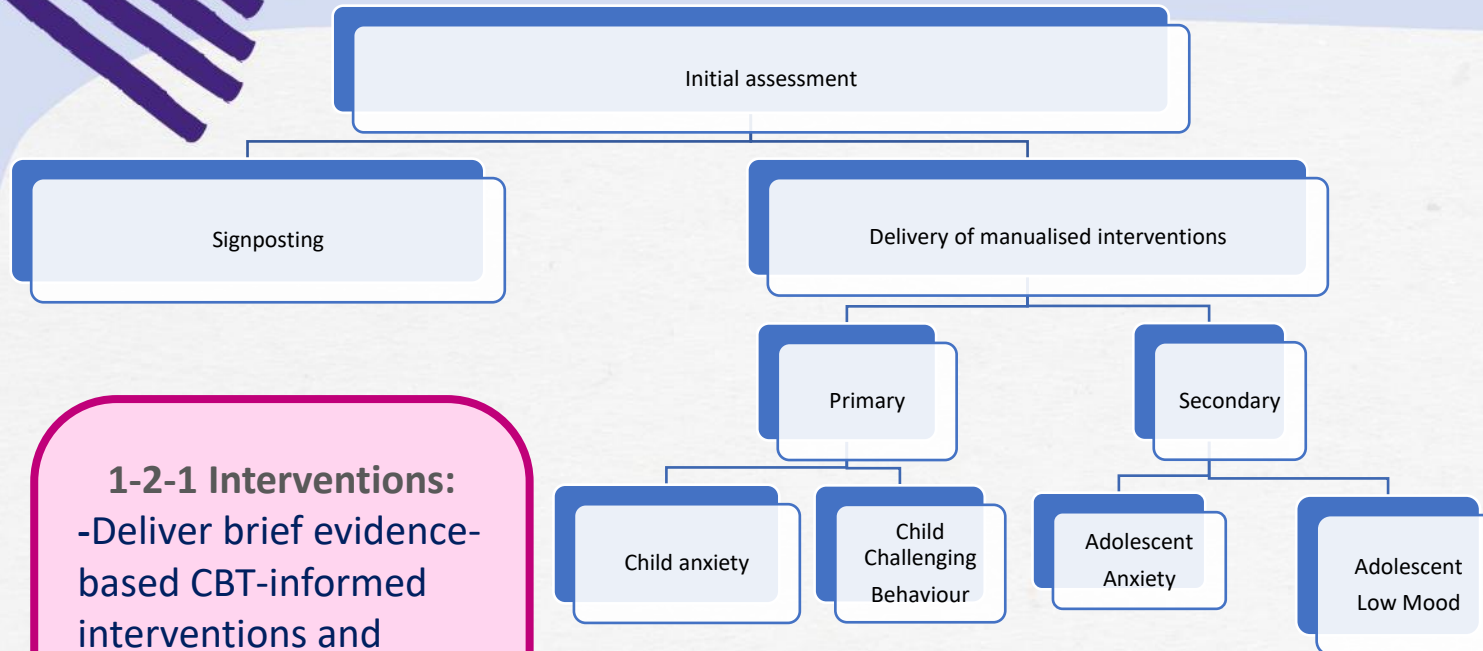 Initial assessment
Signposting
Delivery of manualised interventions
Primary
Secondary
Child anxiety
Child
Challenging
Behaviour
Adolescent
Anxiety
Adolescent
Low Mood
1-2-1 Interventions:
-Deliver brief evidence-
based CBT-informed
interventions and